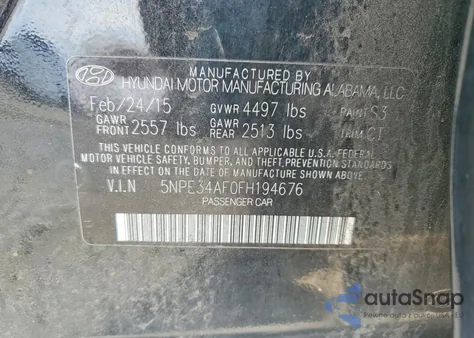 MANUFACTURED BY
HYUNDAI MOTOR MANUFACTURING ALABAMA, LLC
Feb/24/15 GVWR 4497 lbs PAINT S3
GAWR FRONT 2557 lbs GAWR REAR 2513 lbs TRIM CT
THIS VEHICLE CONFORMS TO ALL APPLICABLE U.S.A FEDERAL
MOTOR VEHICLE SAFETY, BUMPER, AND THEFT PREVENTION STANDARDS
IN EFFECT ON THE DATE OF MANUFACTURE SHOWN ABOVE.
V.I.N 5NPE34AF0FH194676
PASSENGER CAR
autaSnap